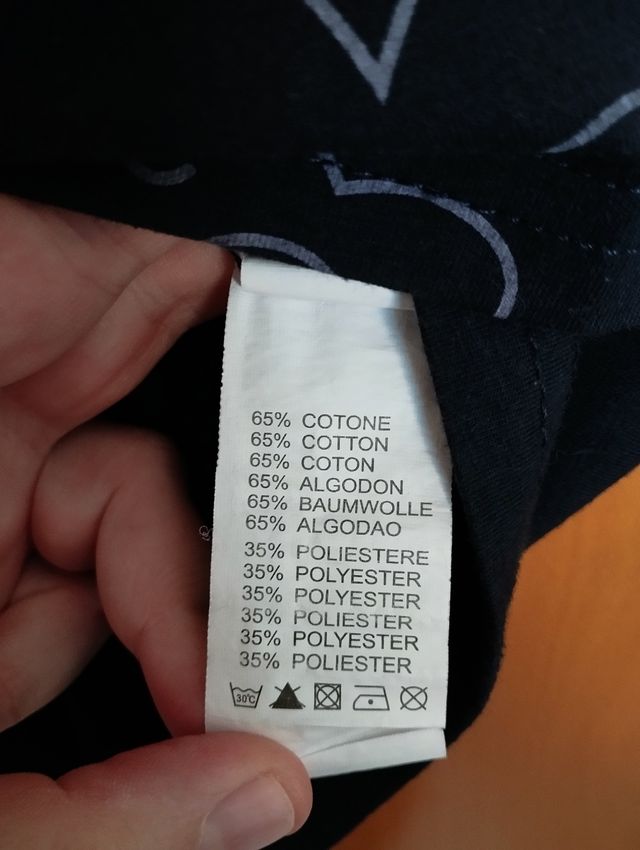 65% COTONE
65% COTTON
65% COTON
65% ALGODON
65% BAUMWOLLE
65% ALGODAO
35% POLIESTERE
35% POLYESTER
35% POLYESTER
35% POLIESTER
35% POLYESTER
35% POLIESTER
30°C